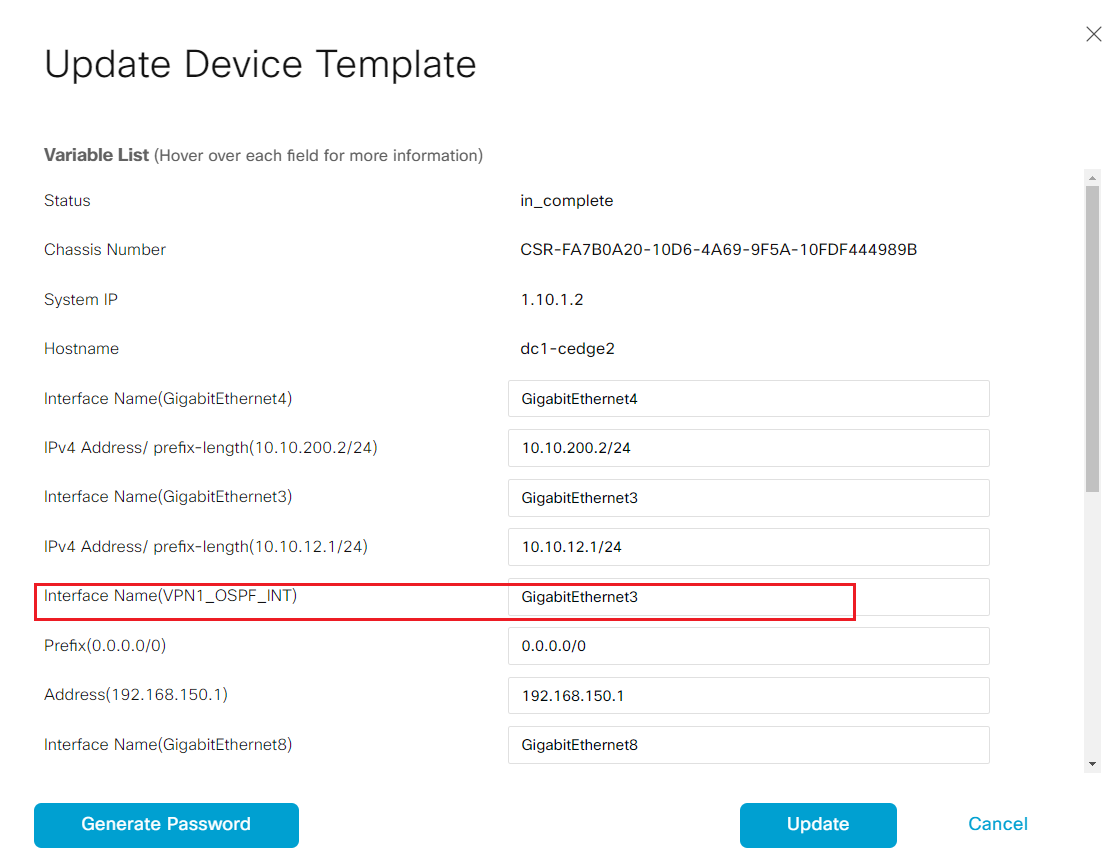 Update Device Template
Variable List (Hover over each field for more information)
Status in_complete
Chassis Number CSR-FA7B0A20-10D6-4A69-9F5A-10FDF444989B
System IP 1.10.1.2
Hostname dc1-cedge2
Interface Name(GigabitEthernet4) GigabitEthernet4
IPv4 Address/ prefix-length(10.10.200.2/24) 10.10.200.2/24
Interface Name(GigabitEthernet3) GigabitEthernet3
IPv4 Address/ prefix-length(10.10.12.1/24) 10.10.12.1/24
Interface Name(VPN1_OSPF_INT) GigabitEthernet3
Prefix(0.0.0.0/0) 0.0.0.0/0
Address(192.168.150.1) 192.168.150.1
Interface Name(GigabitEthernet8) GigabitEthernet8
Generate Password Update Cancel